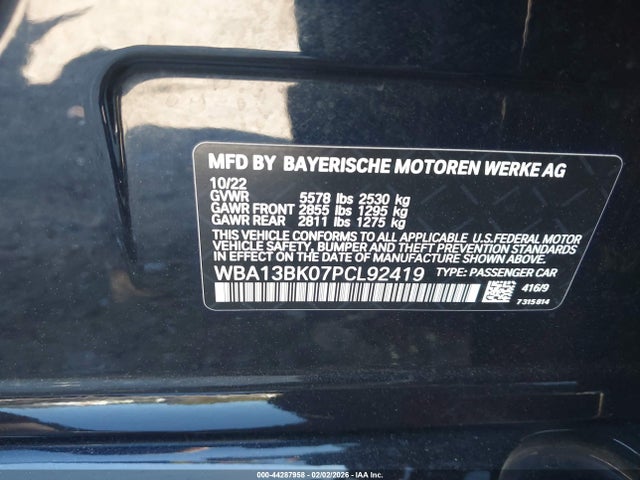 MFD BY BAYERISCHE MOTOREN WERKE AG
10/22
GVWR 5578 lbs 2530 kg
GAWR FRONT 2855 lbs 1295 kg
GAWR REAR 2811 lbs 1275 kg
THIS VEHICLE CONFORMS TO ALL APPLICABLE U.S.FEDERAL MOTOR
VEHICLE SAFETY, BUMPER AND THEFT PREVENTION STANDARDS
IN EFFECT ON THE DATE OF MANUFACTURE SHOWN ABOVE.
WBA13BK07PCL92419 TYPE: PASSENGER CAR
416/9
7315814
000-44287958 - 02/02/2026 - IAA Inc.